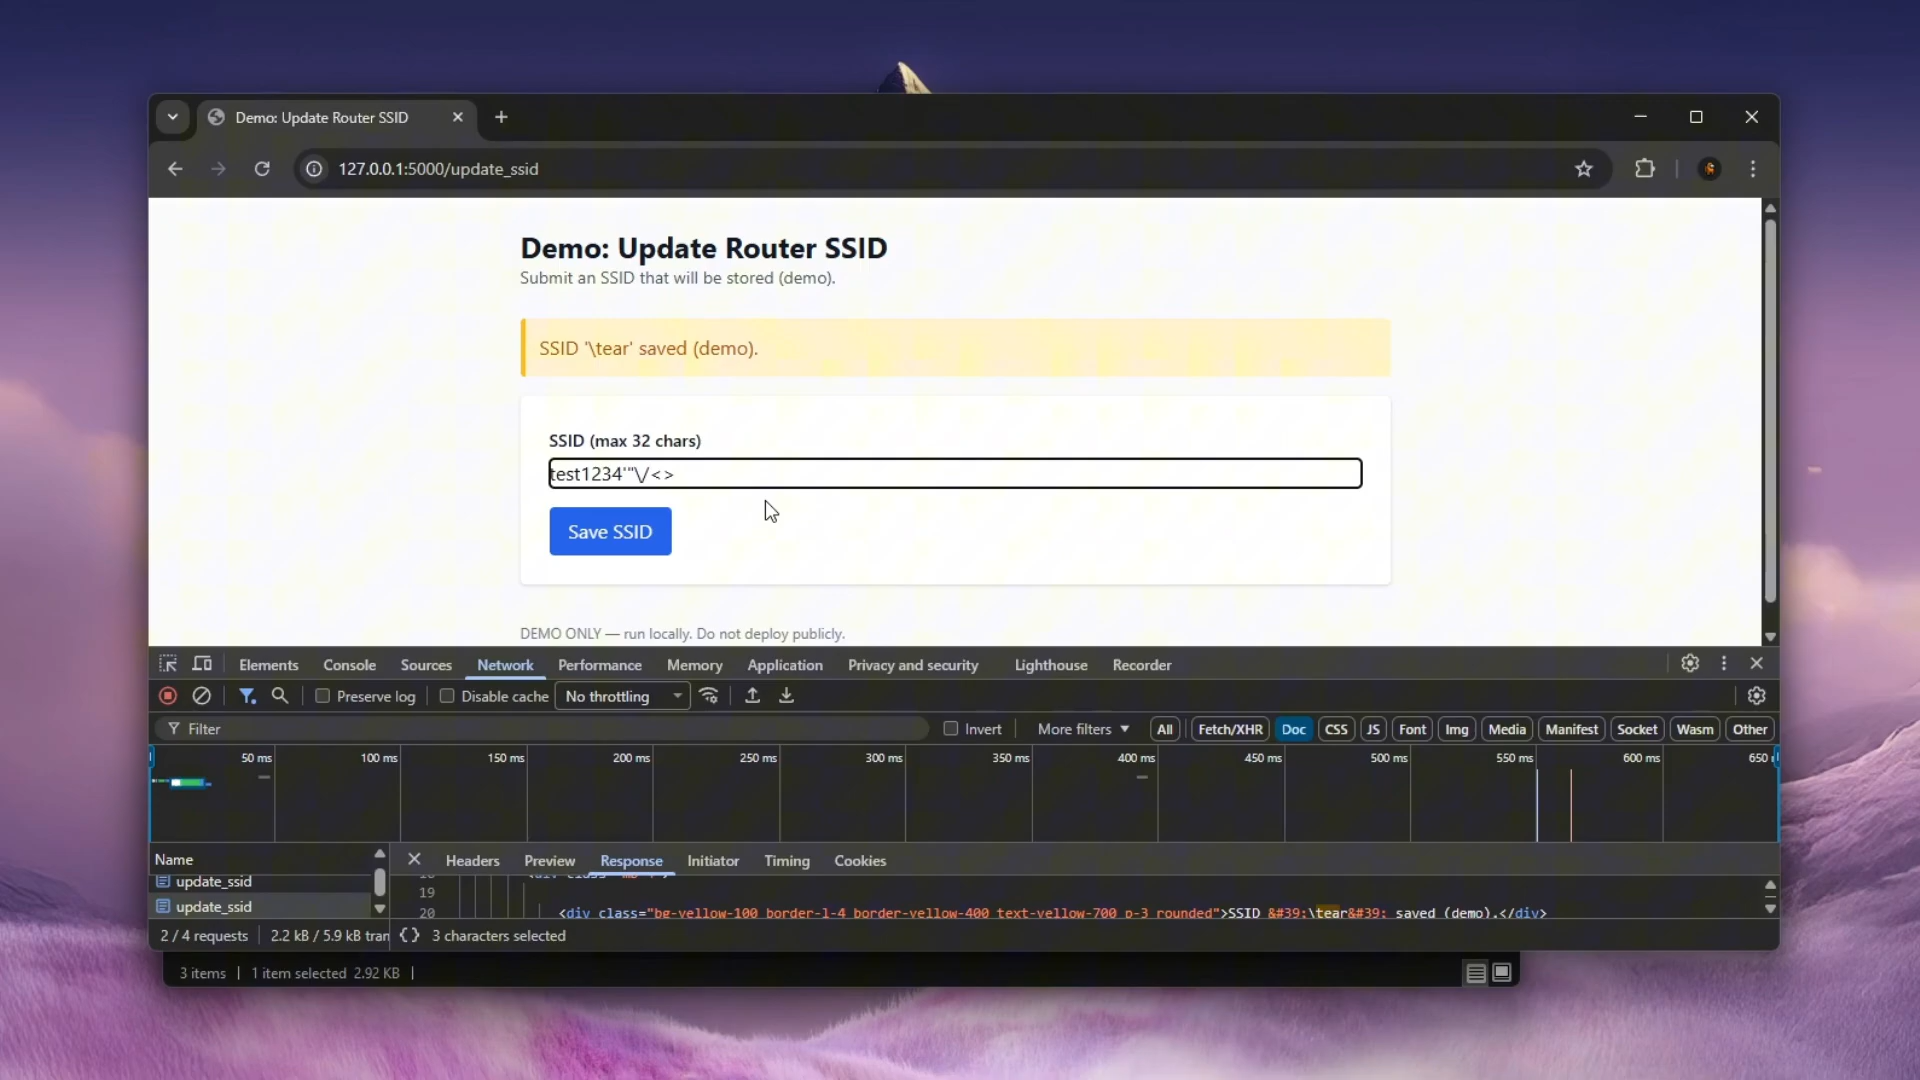 Demo: Update Router SSID
127.0.0.1:5000/update_ssid
Demo: Update Router SSID
Submit an SSID that will be stored (demo).
SSID '\tear' saved (demo).
SSID (max 32 chars)
test1234'"\/<>
Save SSID
DEMO ONLY — run locally. Do not deploy publicly.
Elements Console Sources Network Performance Memory Application Privacy and security Lighthouse Recorder
Preserve log Disable cache No throttling
Filter Invert More filters All Fetch/XHR Doc CSS JS Font Img Media Manifest Socket Wasm Other
50 ms 100 ms 150 ms 200 ms 250 ms 300 ms 350 ms 400 ms 450 ms 500 ms 550 ms 600 ms 650
Name Headers Preview Response Initiator Timing Cookies
update_ssid
19
update_ssid
20 <div class="bg-yellow-100 border-l-4 border-yellow-400 text-yellow-700 p-3 rounded">SSID &#39;\tear&#39; saved (demo).</div>
2 / 4 requests 2.2 kB / 5.9 kB tran {} 3 characters selected
3 items 1 item selected 2.92 KB